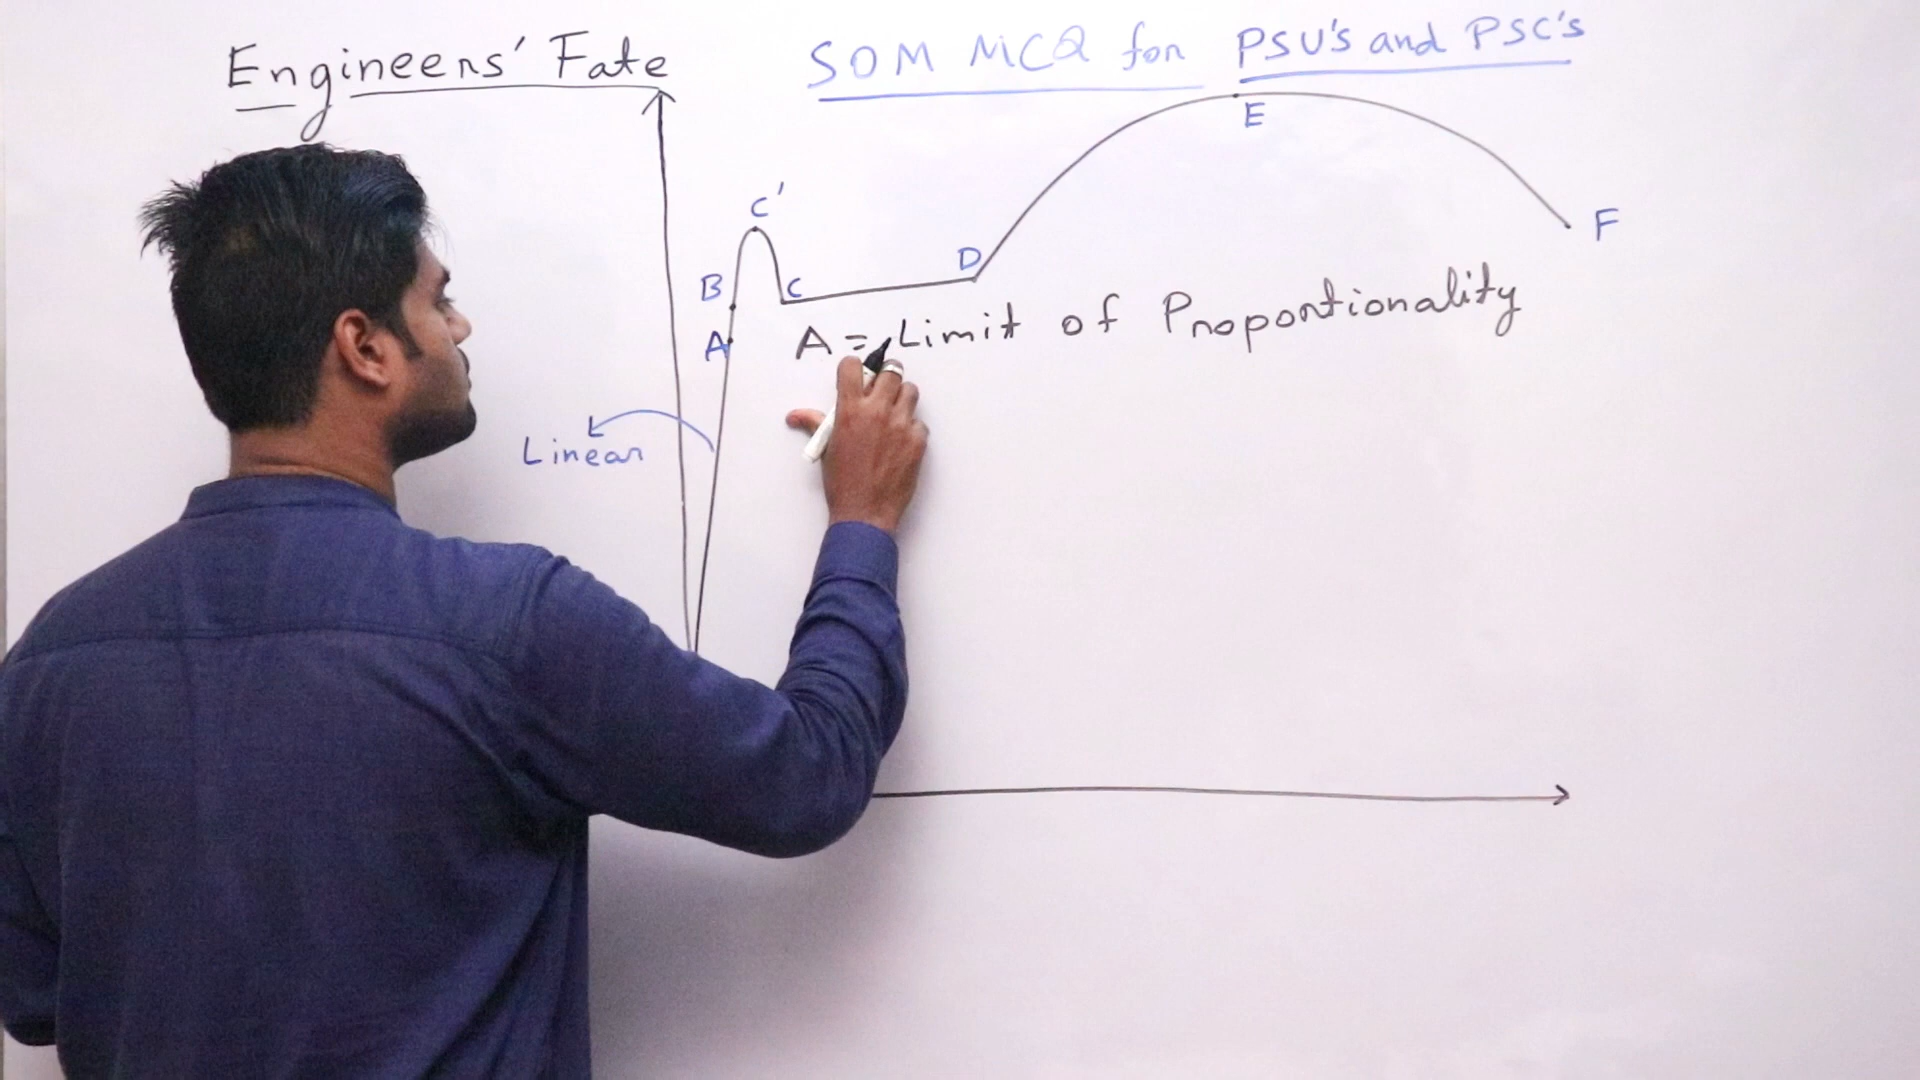 Engineers' Fate
SOM MCQ for PSU's and PSC's
E
C'
F
D
B
C
A
A = Limit of Proportionality
Linear